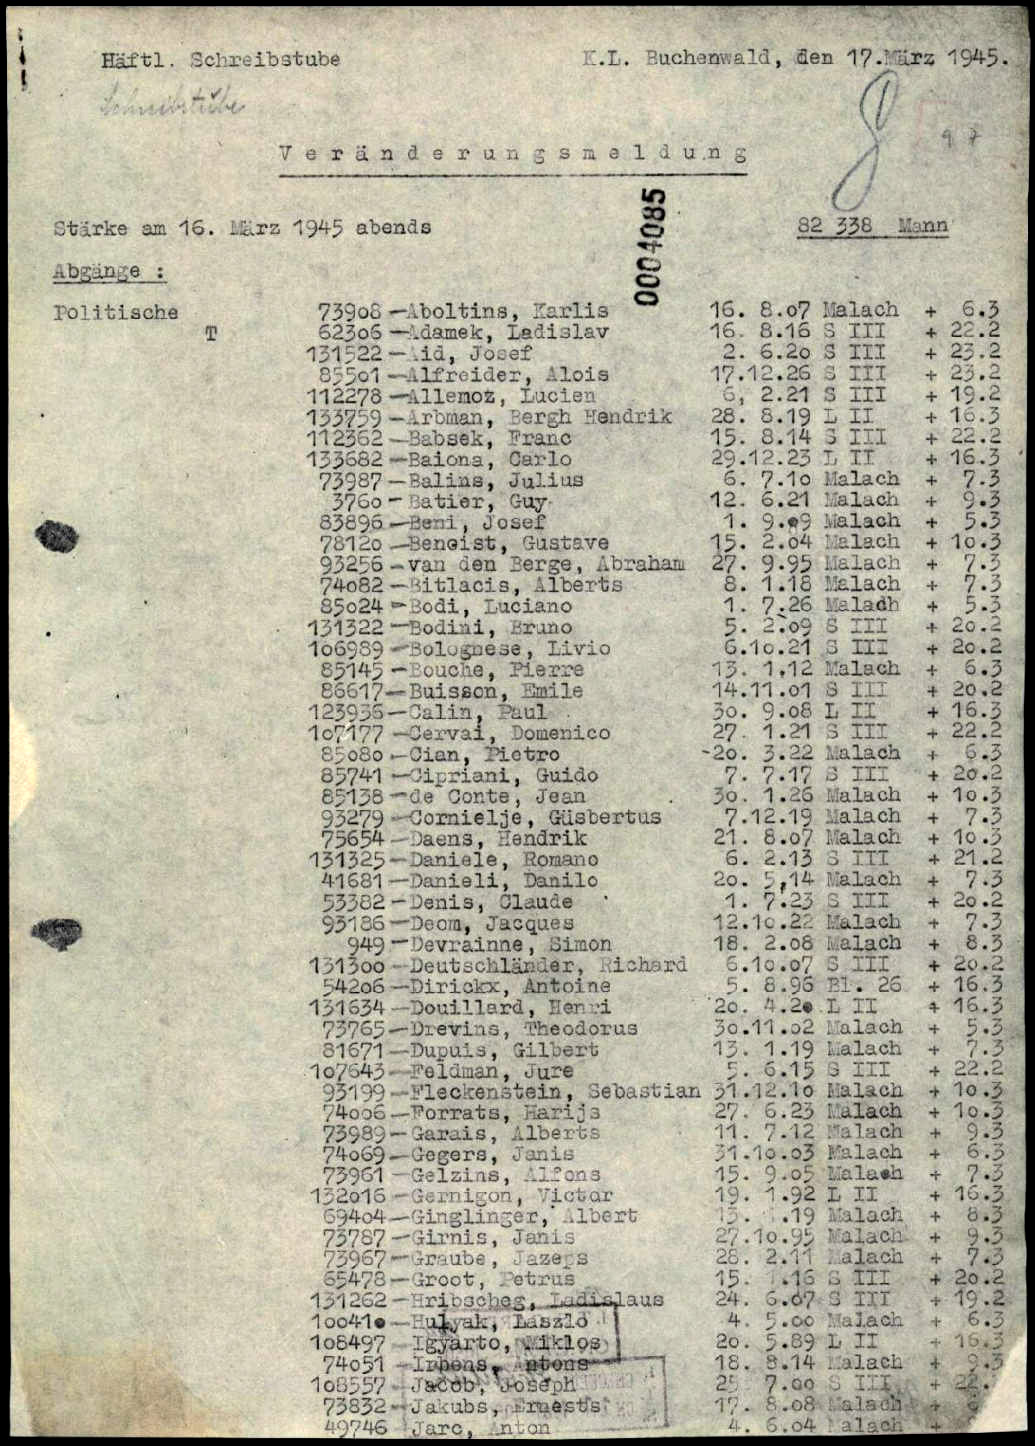 Häftl. Schreibstube K.L. Buchenwald, den 17.März 1945.
Schreibstube
97
Veränderungsmeldung
0004085
Stärke am 16. März 1945 abends 82 338 Mann
Abgänge :
Politische 73908 - Aboltins, Karlis 16. 8.07 Malach + 6.3
T 62306 - Adamek, Ladislav 16. 8.16 S III + 22.2
131522 - Aid, Josef 2. 6.20 S III + 23.2
85501 - Alfreider, Alois 17.12.26 S III + 23.2
112278 - Allemoz, Lucien 6, 2.21 S III + 19.2
133759 - Arbman, Bergh Hendrik 28. 8.19 L II + 16.3
112362 - Babsek, Franc 15. 8.14 S III + 22.2
133682 - Baiona, Carlo 29.12.23 L II + 16.3
73987 - Balins, Julius 6. 7.10 Malach + 7.3
3760 - Batier, Guy 12. 6.21 Malach + 9.3
83896 - Beni, Josef 1. 9.09 Malach + 5.3
78120 - Beneist, Gustave 15. 2.04 Malach + 10.3
93256 - van den Berge, Abraham 27. 9.95 Malach + 7.3
74082 - Bitlacis, Alberts 8. 1.18 Malach + 7.3
85024 - Bodi, Luciano 1. 7.26 Maladh + 5.3
131322 - Bodini, Bruno 5. 2.09 S III + 20.2
106989 - Bolognese, Livio 6.10.21 S III + 20.2
85145 - Bouche, Pierre 13. 1,12 Malach + 6.3
86617 - Buisson, Emile 14.11.01 S III + 20.2
123936 - Calin, Paul 30. 9.08 L II + 16.3
107177 - Cervai, Domenico 27. 1.21 S III + 22.2
85080 - Cian, Pietro 20. 3.22 Malach + 6.3
85741 - Cipriani, Guido 7. 7.17 S III + 20.2
85138 - de Conte, Jean 30. 1.26 Malach + 10.3
93279 - Cornielje, Güsbertus 7.12.19 Malach + 7.3
75654 - Daens, Hendrik 21. 8.07 Malach + 10.3
131325 - Daniele, Romano 6. 2.13 S III + 21.2
41681 - Danieli, Danilo 20. 5,14 Malach + 7.3
53382 - Denis, Claude 1. 7.23 S III + 20.2
93186 - Deom, Jacques 12.10.22 Malach + 7.3
949 - Devrainne, Simon 18. 2.08 Malach + 8.3
131300 - Deutschländer, Richard 6.10.07 S III + 20.2
54206 - Dirickx, Antoine 5. 8.96 Bl. 26 + 16.3
131634 - Douillard, Henri 20. 4.20 L II + 16.3
73765 - Drevins, Theodorus 30.11.02 Malach + 5.3
81671 - Dupuis, Gilbert 13. 1.19 Malach + 7.3
107643 - Feldman, Jure 5. 6.15 S III + 22.2
93199 - Fleckenstein, Sebastian 31.12.10 Malach + 10.3
74006 - Forrats, Harijs 27. 6.23 Malach + 10.3
73989 - Garais, Alberts 11. 7.12 Malach + 9.3
74069 - Gegers, Janis 31.10.03 Malach + 6.3
73961 - Gelzins, Alfons 15. 9.05 Malach + 7.3
132016 - Gernigon, Victor 19. 1.92 L II + 16.3
69404 - Ginglinger, Albert 13. .19 Malach + 8.3
73787 - Girnis, Janis 27.10.95 Malach + 9.3
73967 - Graube, Jazeps 28. 2.11 Malach + 7.3
65478 - Groot, Petrus 15. .16 S III + 20.2
131262 - Hribscheg, Ladislaus 24. 6.07 S III + 19.2
100410 - Hulyak, Laszlo 4. 5.00 Malach + 6.3
108497 - Igyarto, Miklos 20. 5.89 L II + 16.3
74051 - Irbens, Antons 18. 8.14 Malach + 9.3
108557 - Jacob, Joseph 25 7.00 S III + 22.
73832 - Jakubs, Ernests 17. 8.08 Malach +
49746 Jarc, Anton 4. 6.04 Malach +